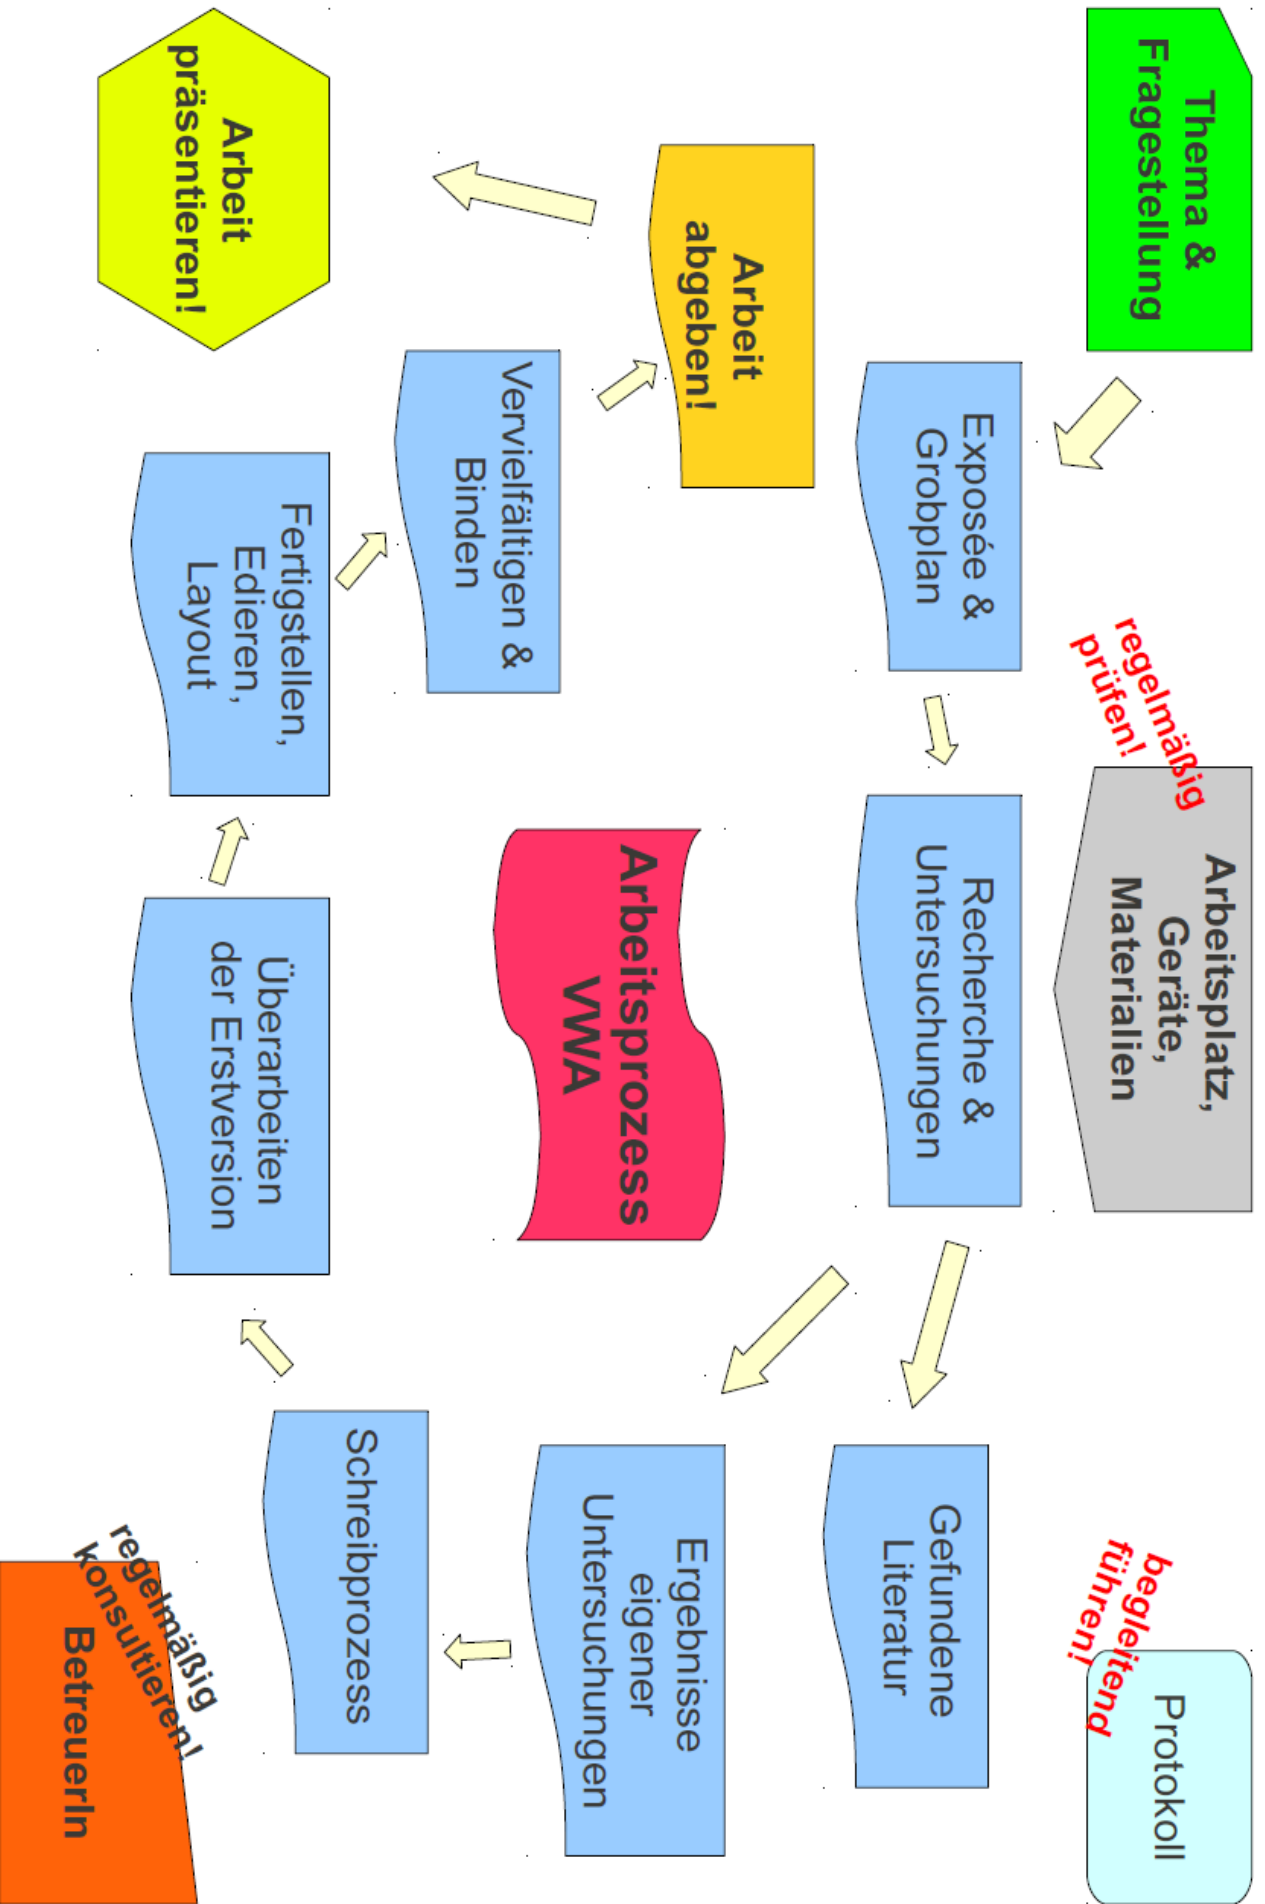 Thema &
Fragestellung
regelmäßig
prüfen!
Arbeitsplatz,
Geräte,
Materialien
begleitend
führen!
Protokoll
Exposée &
Grobplan
Recherche &
Untersuchungen
Gefundene
Literatur
Arbeit
abgeben!
Arbeitsprozess
VWA
Ergebnisse
eigener
Untersuchungen
Vervielfältigen &
Binden
Schreibprozess
Arbeit
präsentieren!
Fertigstellen,
Edieren,
Layout
Überarbeiten
der Erstversion
regelmäßig
konsultieren!
BetreuerIn